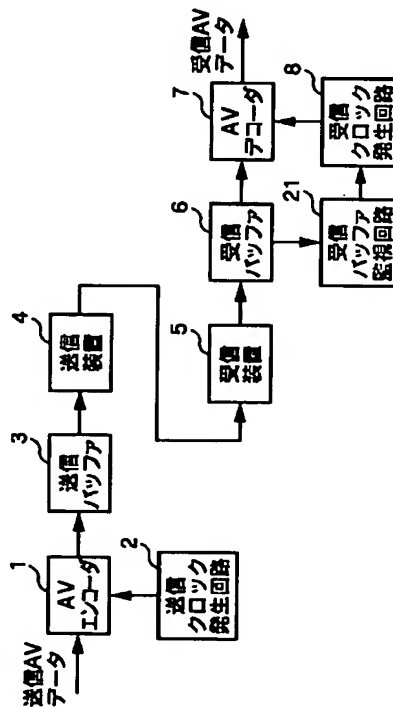 送信AV
データ
1
AV
エンコーダ
2
送信
クロック
発生回路
3
送信
バッファ
4
送信
装置
5
受信
装置
6
受信
バッファ
7
AV
デコーダ
受信AV
データ
21
受信
バッファ
監視回路
8
受信
クロック
発生回路